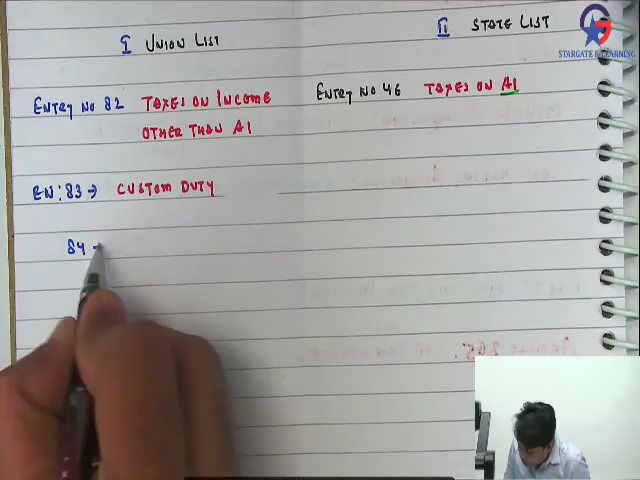 I UNION LIST
II STATE LIST
STARGATE E-LEARNING
ENTRY NO 82 TAXES ON INCOME
OTHER THAN AI
ENTRY NO 46 TAXES ON AI
EN: 83 → CUSTOM DUTY
84 -